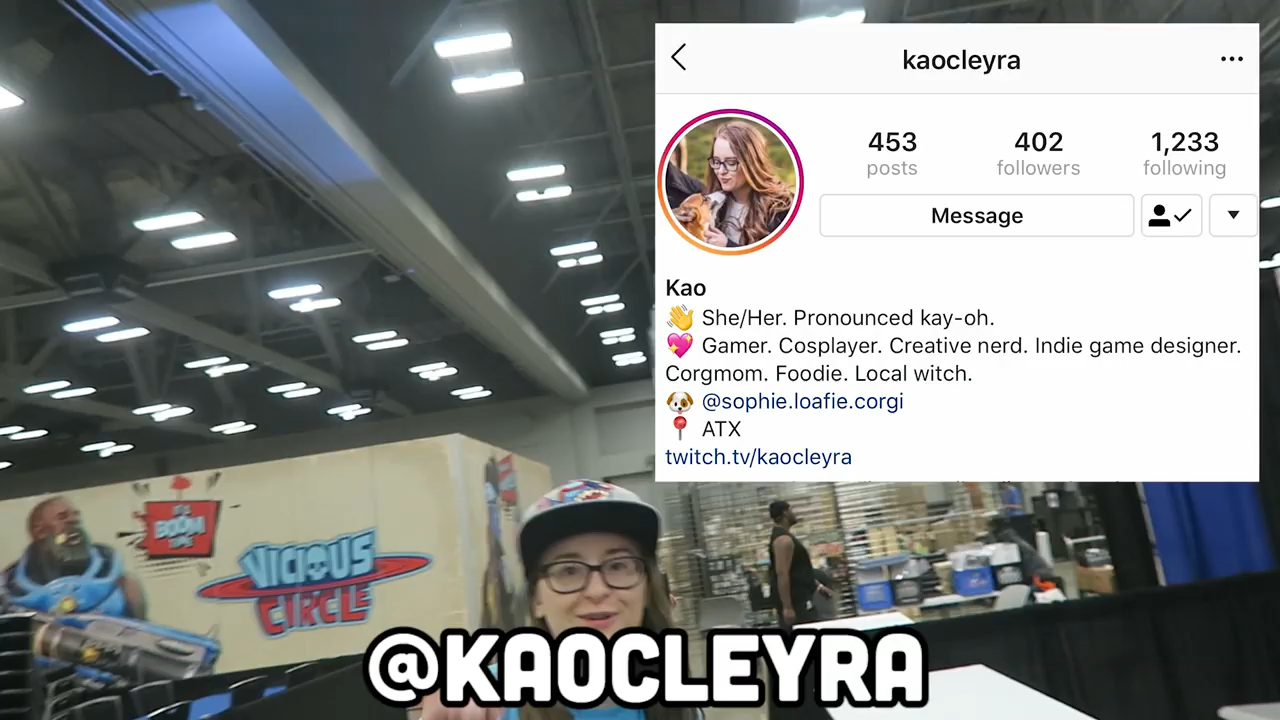 kaocleyra
453 402 1,233
posts followers following
Message
Kao
👋 She/Her. Pronounced kay-oh.
💖 Gamer. Cosplayer. Creative nerd. Indie game designer.
Corgmom. Foodie. Local witch.
🐶 @sophie.loafie.corgi
📍 ATX
twitch.tv/kaocleyra
BOOM
VICIOUS
CIRCLE
@KAOCLEYRA